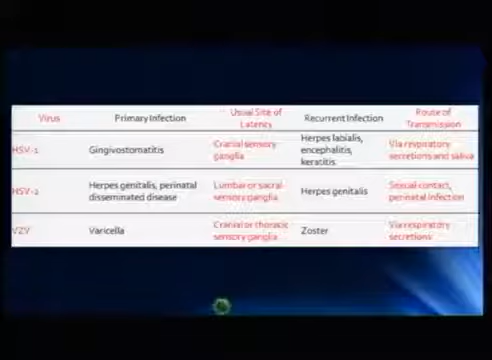 Virus Primary Infection Usual Site of Latency Recurrent Infection Route of Transmission
HSV-1 Gingivostomatitis Cranial sensory ganglia Herpes labialis, encephalitis, keratitis Via respiratory secretions and saliva
HSV-2 Herpes genitalis, perinatal disseminated disease Lumbar or sacral sensory ganglia Herpes genitalis Sexual contact, perinatal infection
VZV Varicella Cranial or thoracic sensory ganglia Zoster Via respiratory secretions